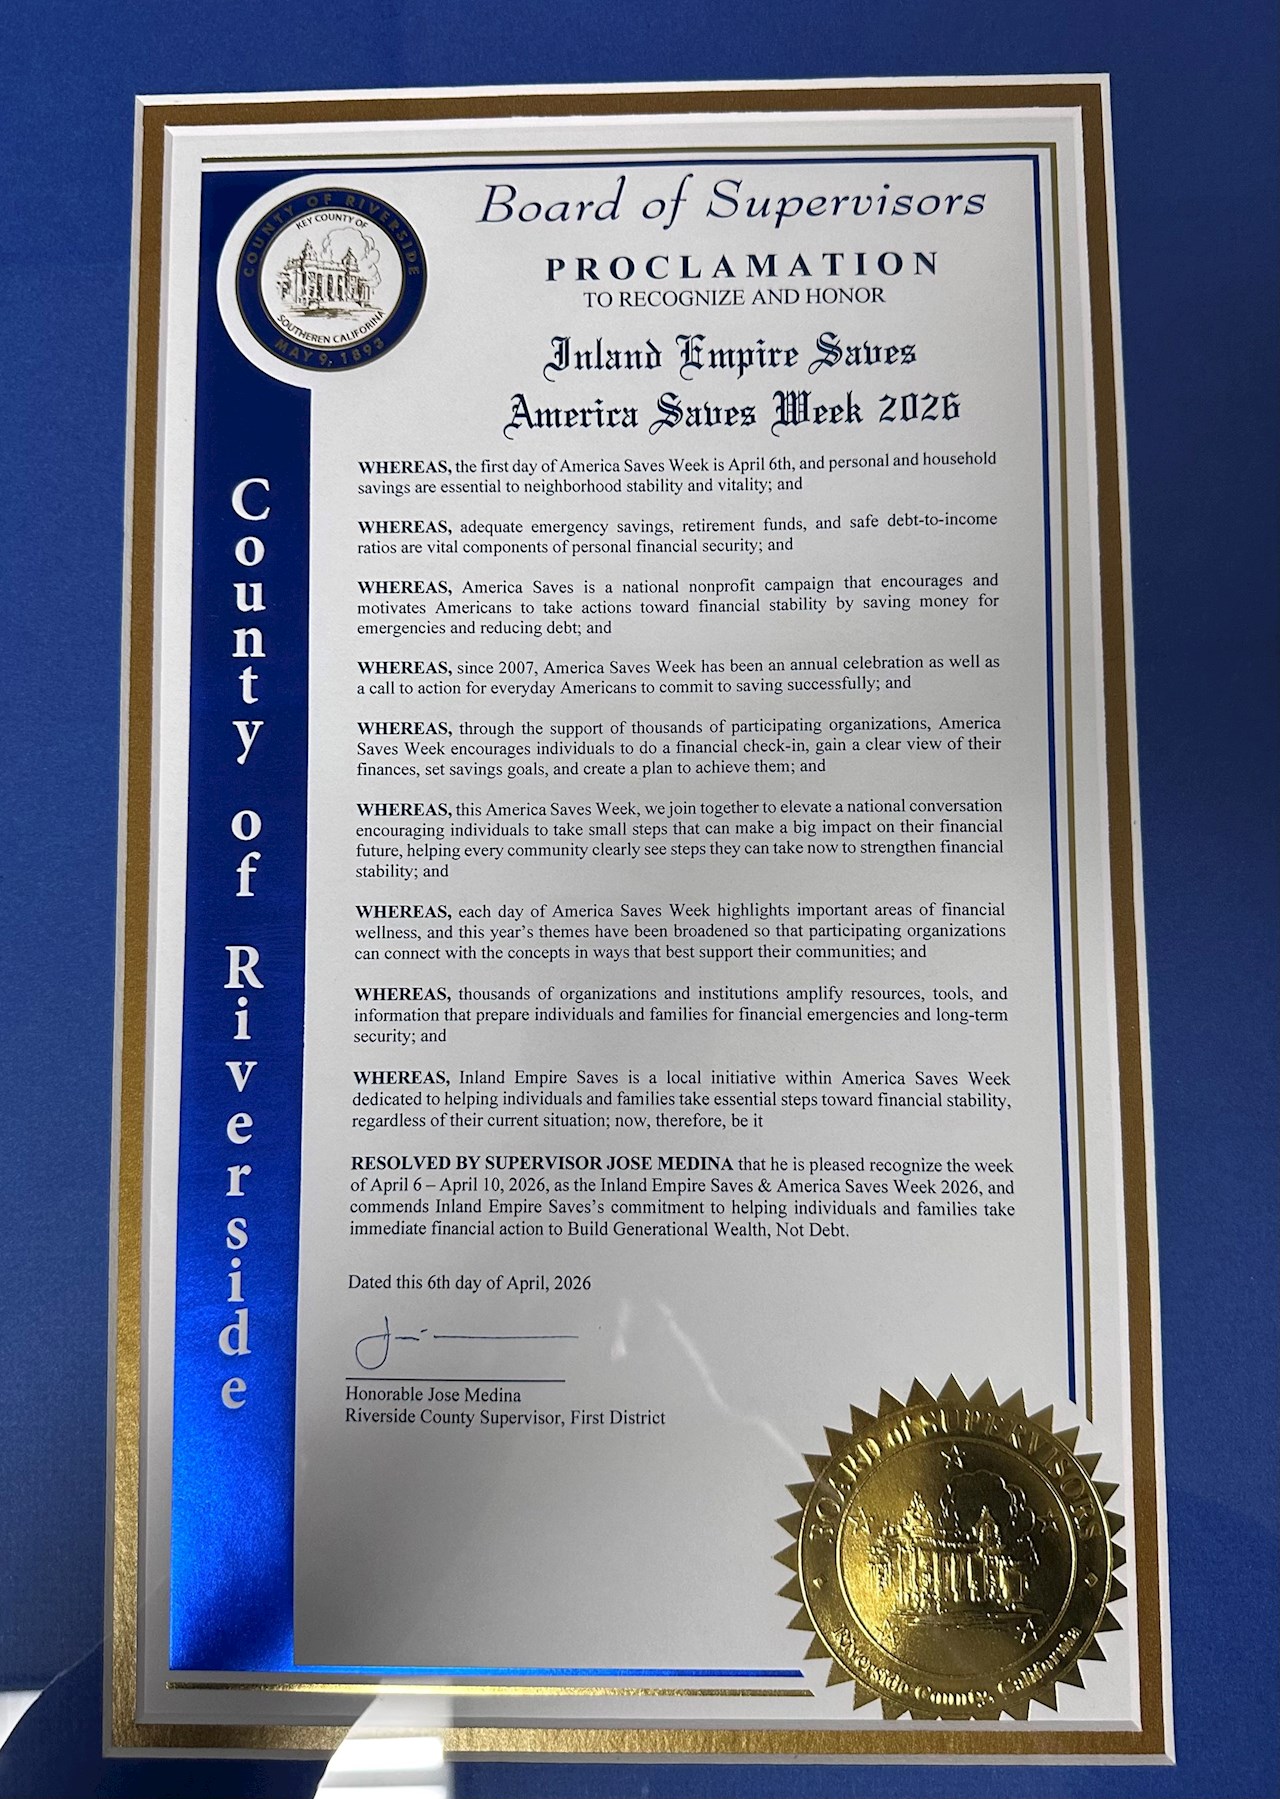 COUNTY OF RIVERSIDE
KEY COUNTY OF
SOUTHEREN CALIFORINA
MAY 9, 1893
County of Riverside
Board of Supervisors
PROCLAMATION
TO RECOGNIZE AND HONOR
Inland Empire Saves
America Saves Week 2026
WHEREAS, the first day of America Saves Week is April 6th, and personal and household
savings are essential to neighborhood stability and vitality; and
WHEREAS, adequate emergency savings, retirement funds, and safe debt-to-income
ratios are vital components of personal financial security; and
WHEREAS, America Saves is a national nonprofit campaign that encourages and
motivates Americans to take actions toward financial stability by saving money for
emergencies and reducing debt; and
WHEREAS, since 2007, America Saves Week has been an annual celebration as well as
a call to action for everyday Americans to commit to saving successfully; and
WHEREAS, through the support of thousands of participating organizations, America
Saves Week encourages individuals to do a financial check-in, gain a clear view of their
finances, set savings goals, and create a plan to achieve them; and
WHEREAS, this America Saves Week, we join together to elevate a national conversation
encouraging individuals to take small steps that can make a big impact on their financial
future, helping every community clearly see steps they can take now to strengthen financial
stability; and
WHEREAS, each day of America Saves Week highlights important areas of financial
wellness, and this year’s themes have been broadened so that participating organizations
can connect with the concepts in ways that best support their communities; and
WHEREAS, thousands of organizations and institutions amplify resources, tools, and
information that prepare individuals and families for financial emergencies and long-term
security; and
WHEREAS, Inland Empire Saves is a local initiative within America Saves Week
dedicated to helping individuals and families take essential steps toward financial stability,
regardless of their current situation; now, therefore, be it
RESOLVED BY SUPERVISOR JOSE MEDINA that he is pleased recognize the week
of April 6 – April 10, 2026, as the Inland Empire Saves & America Saves Week 2026, and
commends Inland Empire Saves’s commitment to helping individuals and families take
immediate financial action to Build Generational Wealth, Not Debt.
Dated this 6th day of April, 2026
Honorable Jose Medina
Riverside County Supervisor, First District
BOARD of SUPERVISORS
Riverside County, California